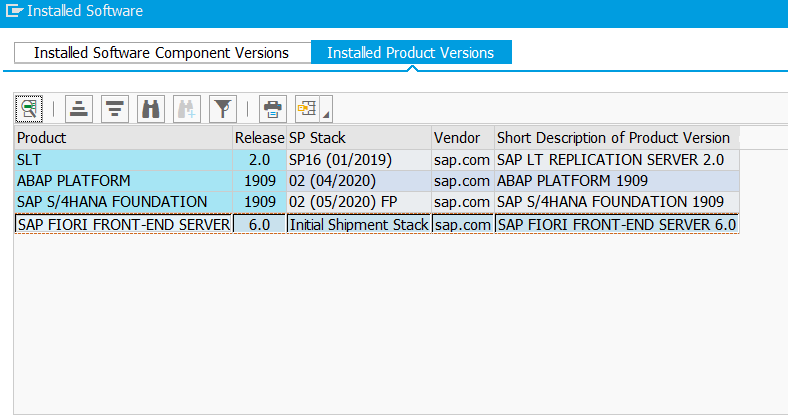 Installed Software
Installed Software Component Versions Installed Product Versions
Product Release SP Stack Vendor Short Description of Product Version
SLT 2.0 SP16 (01/2019) sap.com SAP LT REPLICATION SERVER 2.0
ABAP PLATFORM 1909 02 (04/2020) sap.com ABAP PLATFORM 1909
SAP S/4HANA FOUNDATION 1909 02 (05/2020) FP sap.com SAP S/4HANA FOUNDATION 1909
SAP FIORI FRONT-END SERVER 6.0 Initial Shipment Stack sap.com SAP FIORI FRONT-END SERVER 6.0